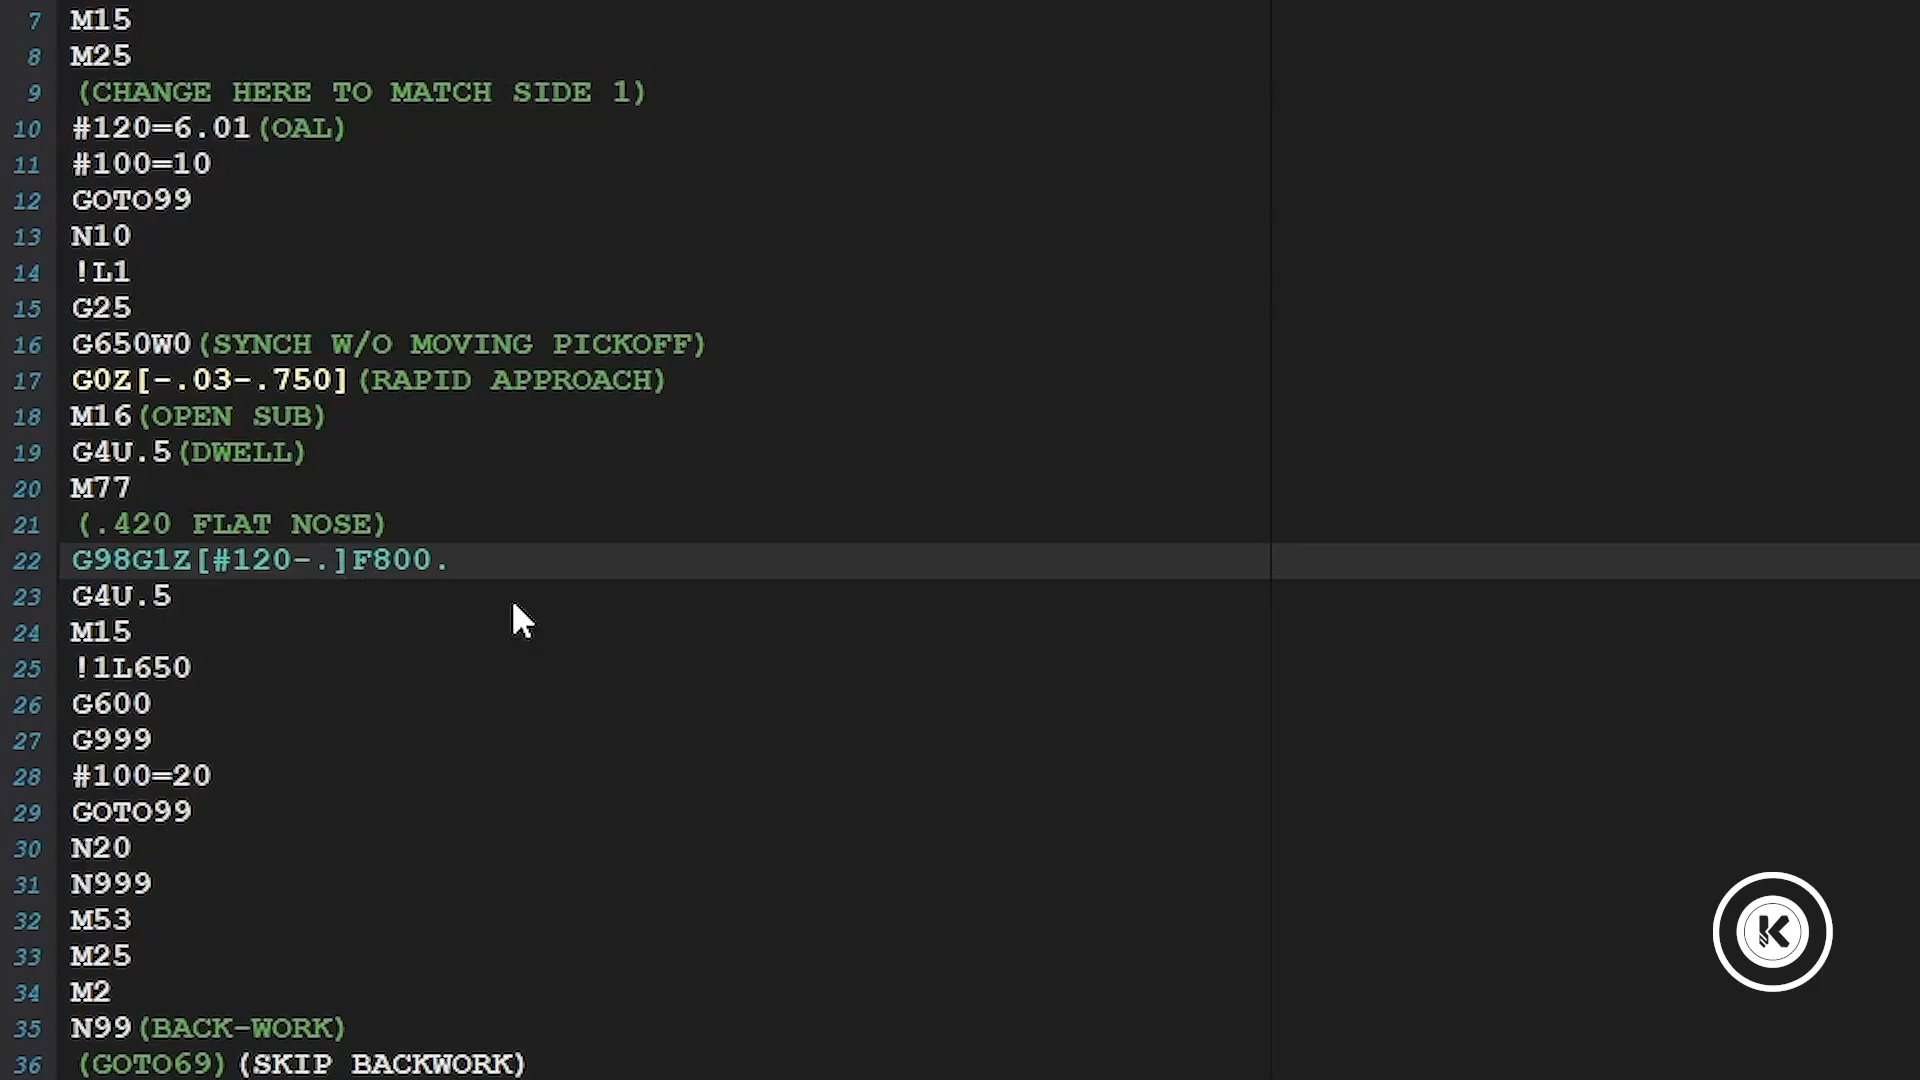 7 M15
8 M25
9 (CHANGE HERE TO MATCH SIDE 1)
10 #120=6.01(OAL)
11 #100=10
12 GOTO99
13 N10
14 !L1
15 G25
16 G650W0(SYNCH W/O MOVING PICKOFF)
17 G0Z[-.03-.750](RAPID APPROACH)
18 M16(OPEN SUB)
19 G4U.5(DWELL)
20 M77
21 (.420 FLAT NOSE)
22 G98G1Z[#120-.]F800.
23 G4U.5
24 M15
25 !1L650
26 G600
27 G999
28 #100=20
29 GOTO99
30 N20
31 N999
32 M53
33 M25
34 M2
35 N99(BACK-WORK)
36 (GOTO69)(SKIP BACKWORK)
K